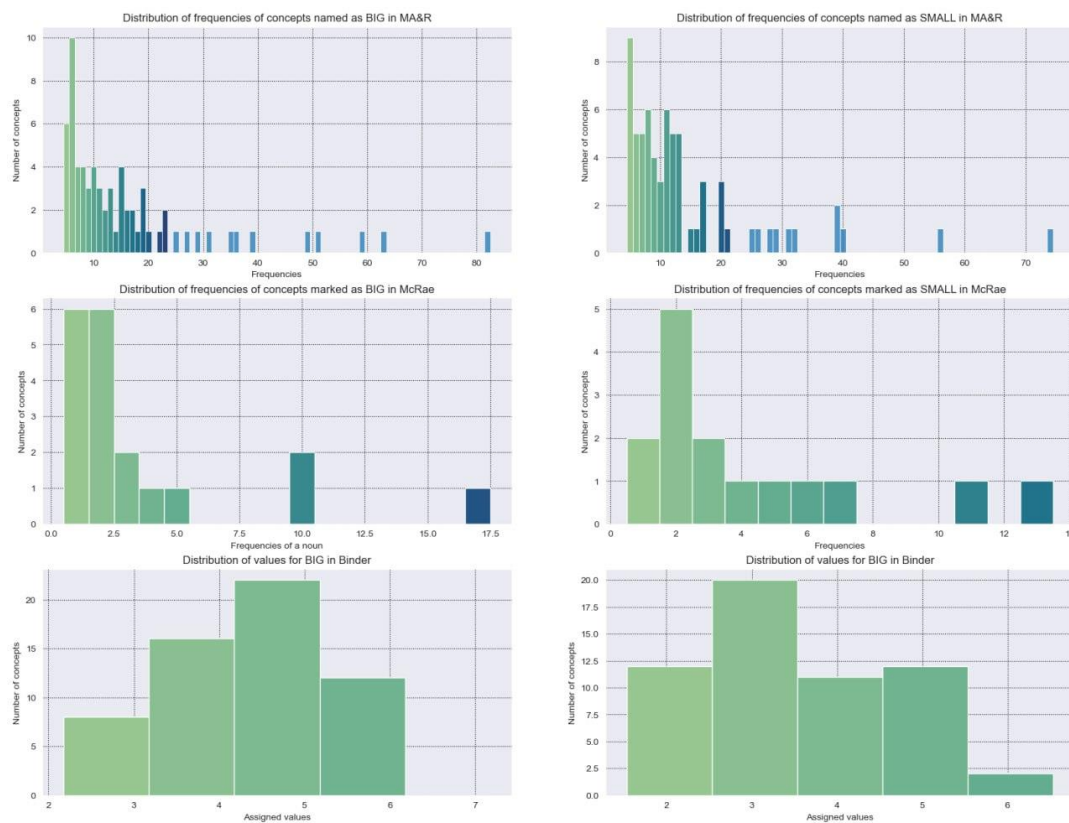 Distribution of frequencies of concepts named as BIG in MA&R
10
8
6
4
2
0
Number of concepts
10 20 30 40 50 60 70 80
Frequencies
Distribution of frequencies of concepts named as SMALL in MA&R
8
6
4
2
0
Number of concepts
10 20 30 40 50 60 70
Frequencies
Distribution of frequencies of concepts marked as BIG in McRae
6
5
4
3
2
1
0
Number of concepts
0.0 2.5 5.0 7.5 10.0 12.5 15.0 17.5
Frequencies of a noun
Distribution of frequencies of concepts marked as SMALL in McRae
5
4
3
2
1
0
Number of concepts
0 2 4 6 8 10 12
Frequencies
Distribution of values for BIG in Binder
20
15
10
5
0
Number of concepts
2 3 4 5 6 7
Assigned values
Distribution of values for BIG in Binder
20.0
17.5
15.0
12.5
10.0
7.5
5.0
2.5
0.0
Number of concepts
2 3 4 5 6
Assigned values